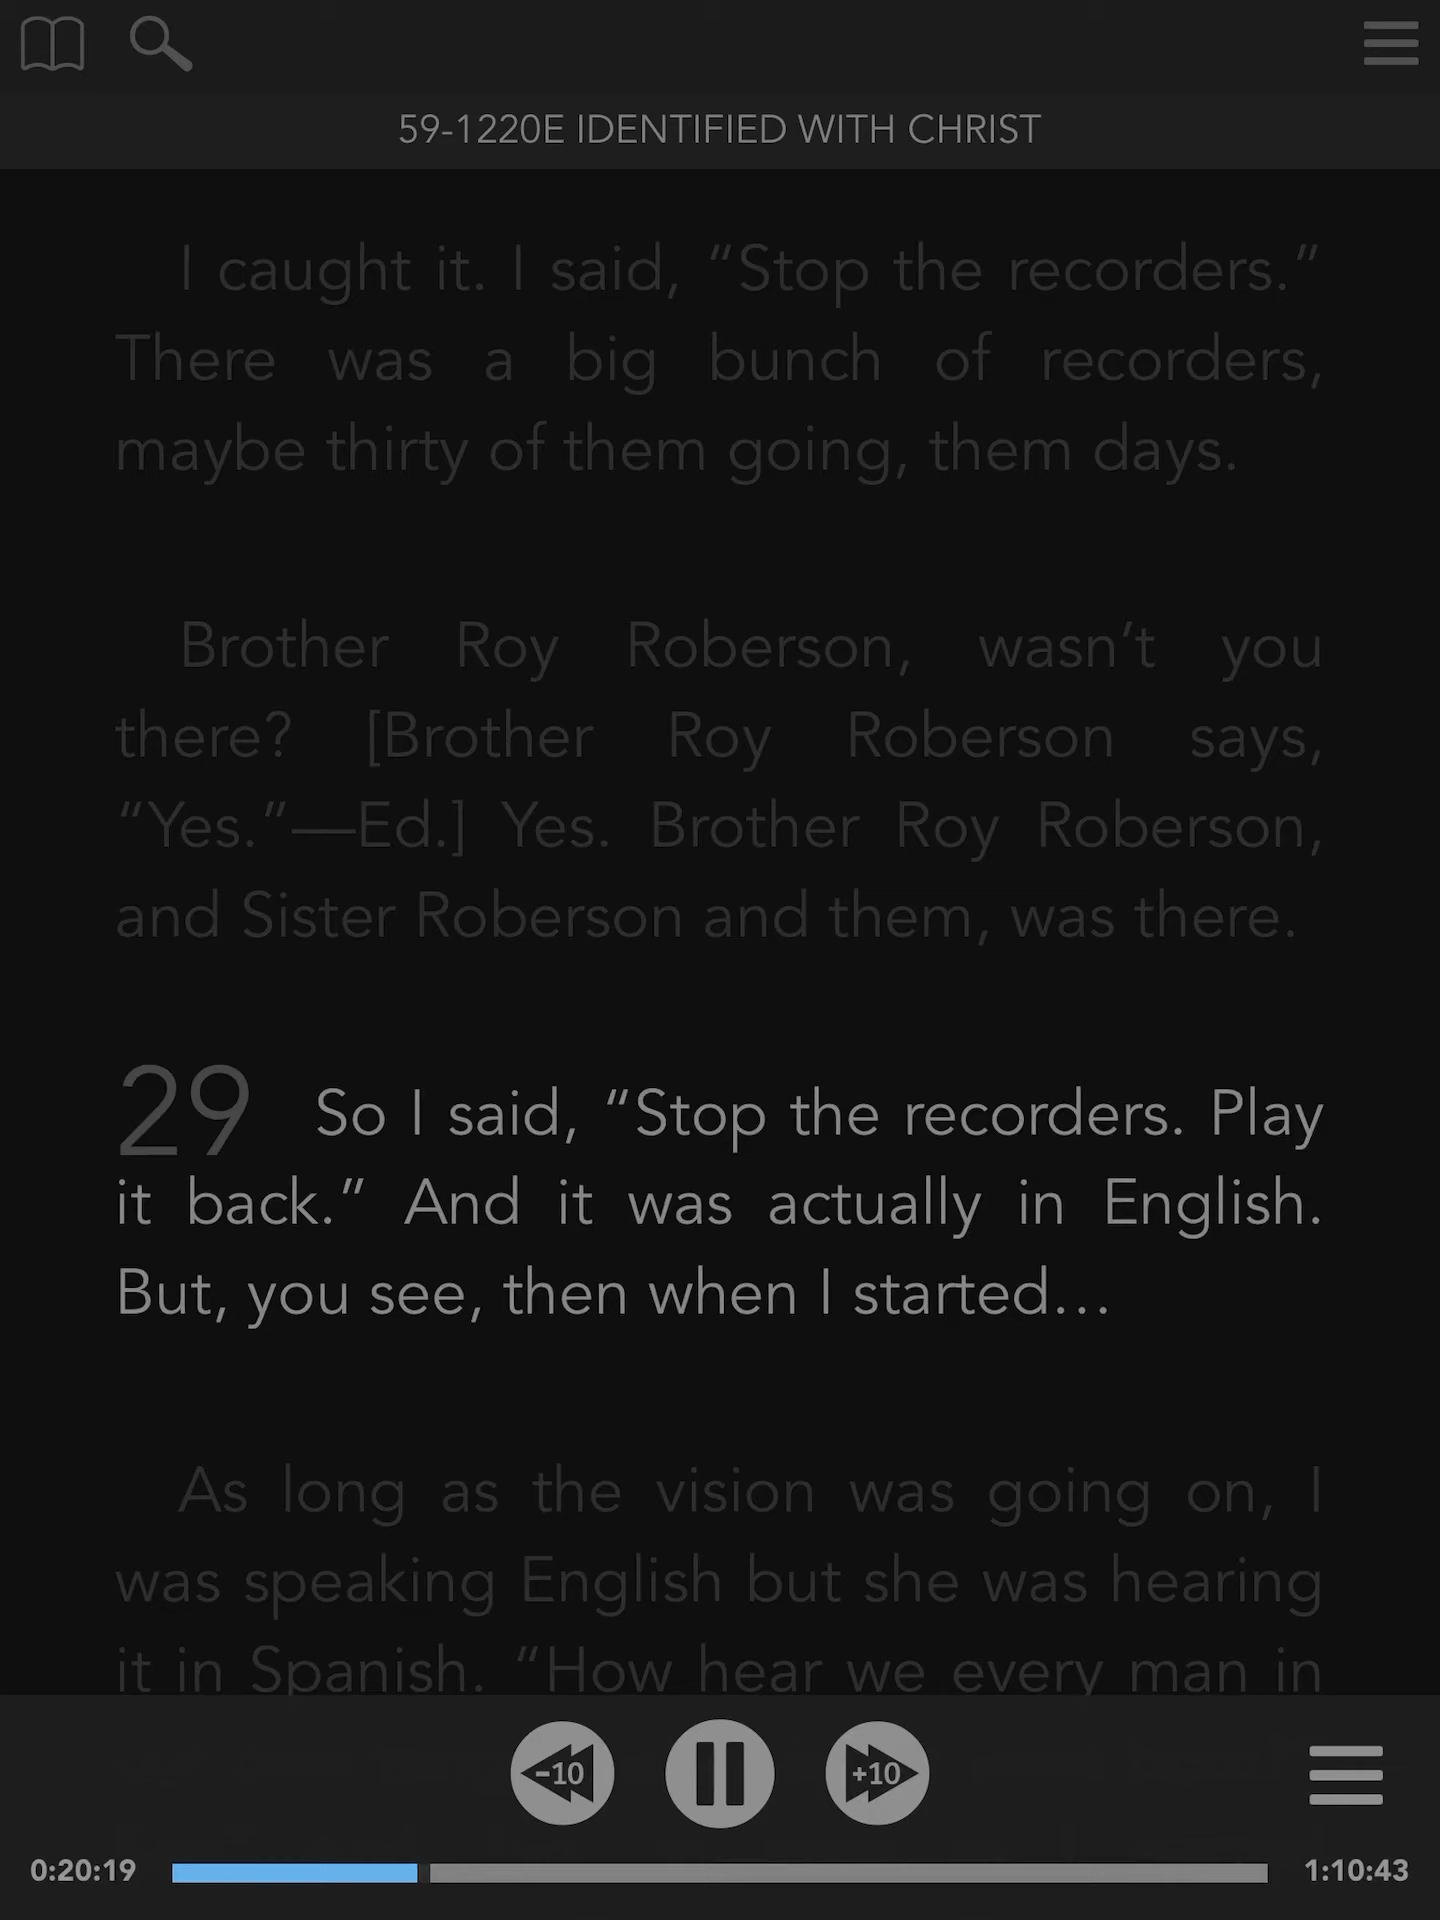 59-1220E IDENTIFIED WITH CHRIST
I caught it. I said, “Stop the recorders.”
There was a big bunch of recorders,
maybe thirty of them going, them days.
Brother Roy Roberson, wasn’t you
there? [Brother Roy Roberson says,
“Yes.”—Ed.] Yes. Brother Roy Roberson,
and Sister Roberson and them, was there.
29 So I said, “Stop the recorders. Play
it back.” And it was actually in English.
But, you see, then when I started…
As long as the vision was going on, I
was speaking English but she was hearing
it in Spanish. “How hear we every man in
-10 +10
0:20:19 1:10:43